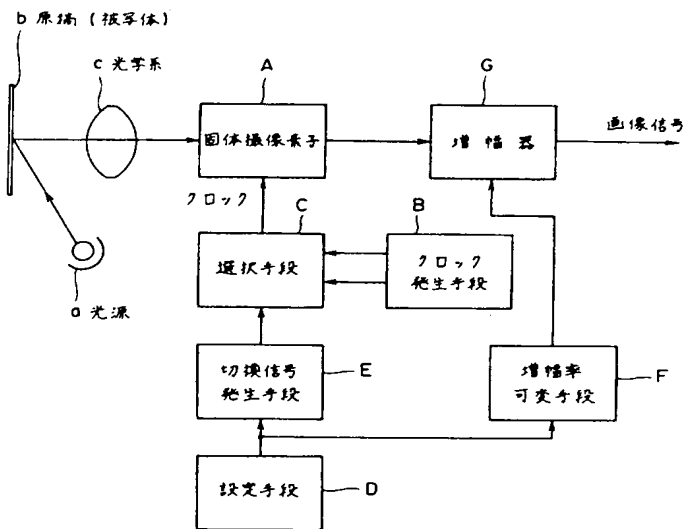 b 原稿 (被写体)
c 光学系
A
G
固体撮像素子
増幅器
画像信号
クロック
C
B
選択手段
クロック
発生手段
a 光源
切換信号
発生手段
E
増幅率
可変手段
F
設定手段
D